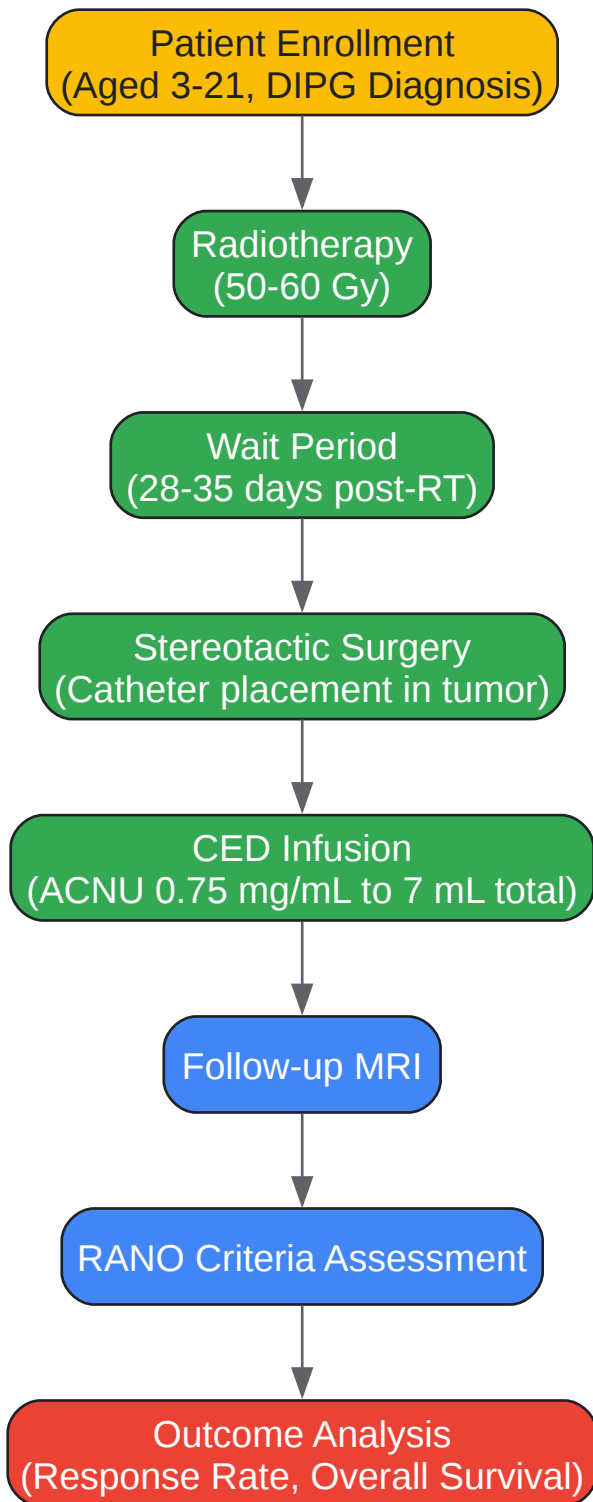 Patient Enrollment
(Aged 3-21, DIPG Diagnosis)
Radiotherapy
(50-60 Gy)
Wait Period
(28-35 days post-RT)
Stereotactic Surgery
(Catheter placement in tumor)
CED Infusion
(ACNU 0.75 mg/mL to 7 mL total)
Follow-up MRI
RANO Criteria Assessment
Outcome Analysis
(Response Rate, Overall Survival)